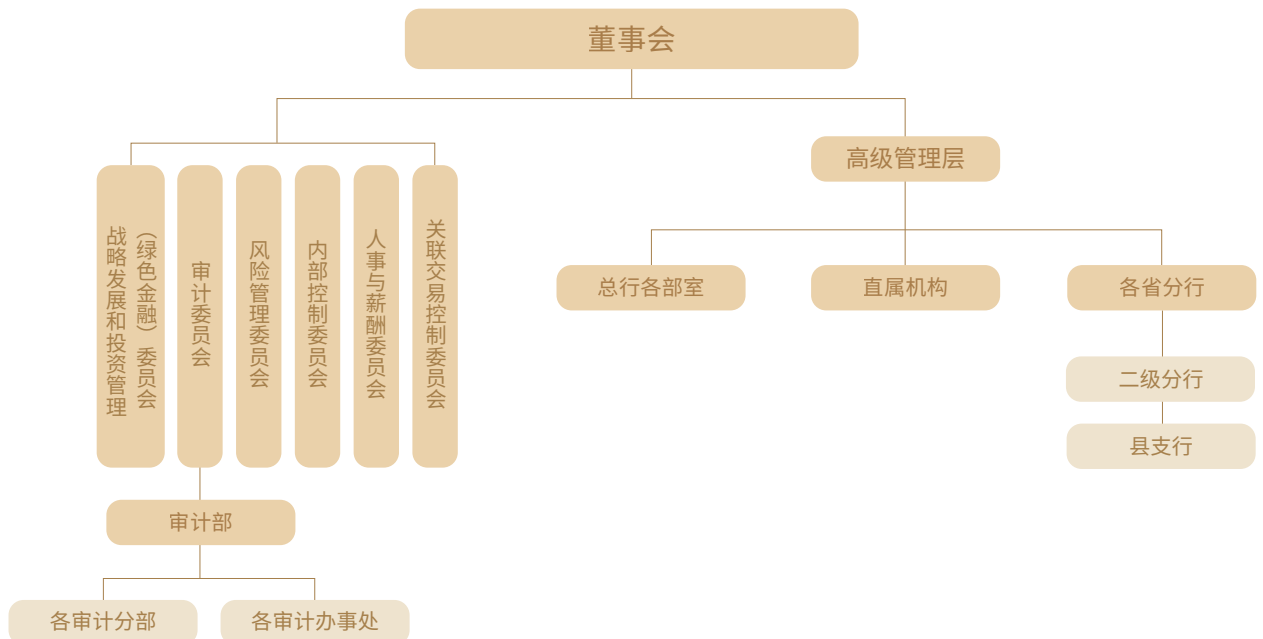 董事会
高级管理层
战略发展和投资管理
（绿色金融）委员会
审计委员会
风险管理委员会
内部控制委员会
人事与薪酬委员会
关联交易控制委员会
总行各部室
直属机构
各省分行
二级分行
县支行
审计部
各审计分部
各审计办事处